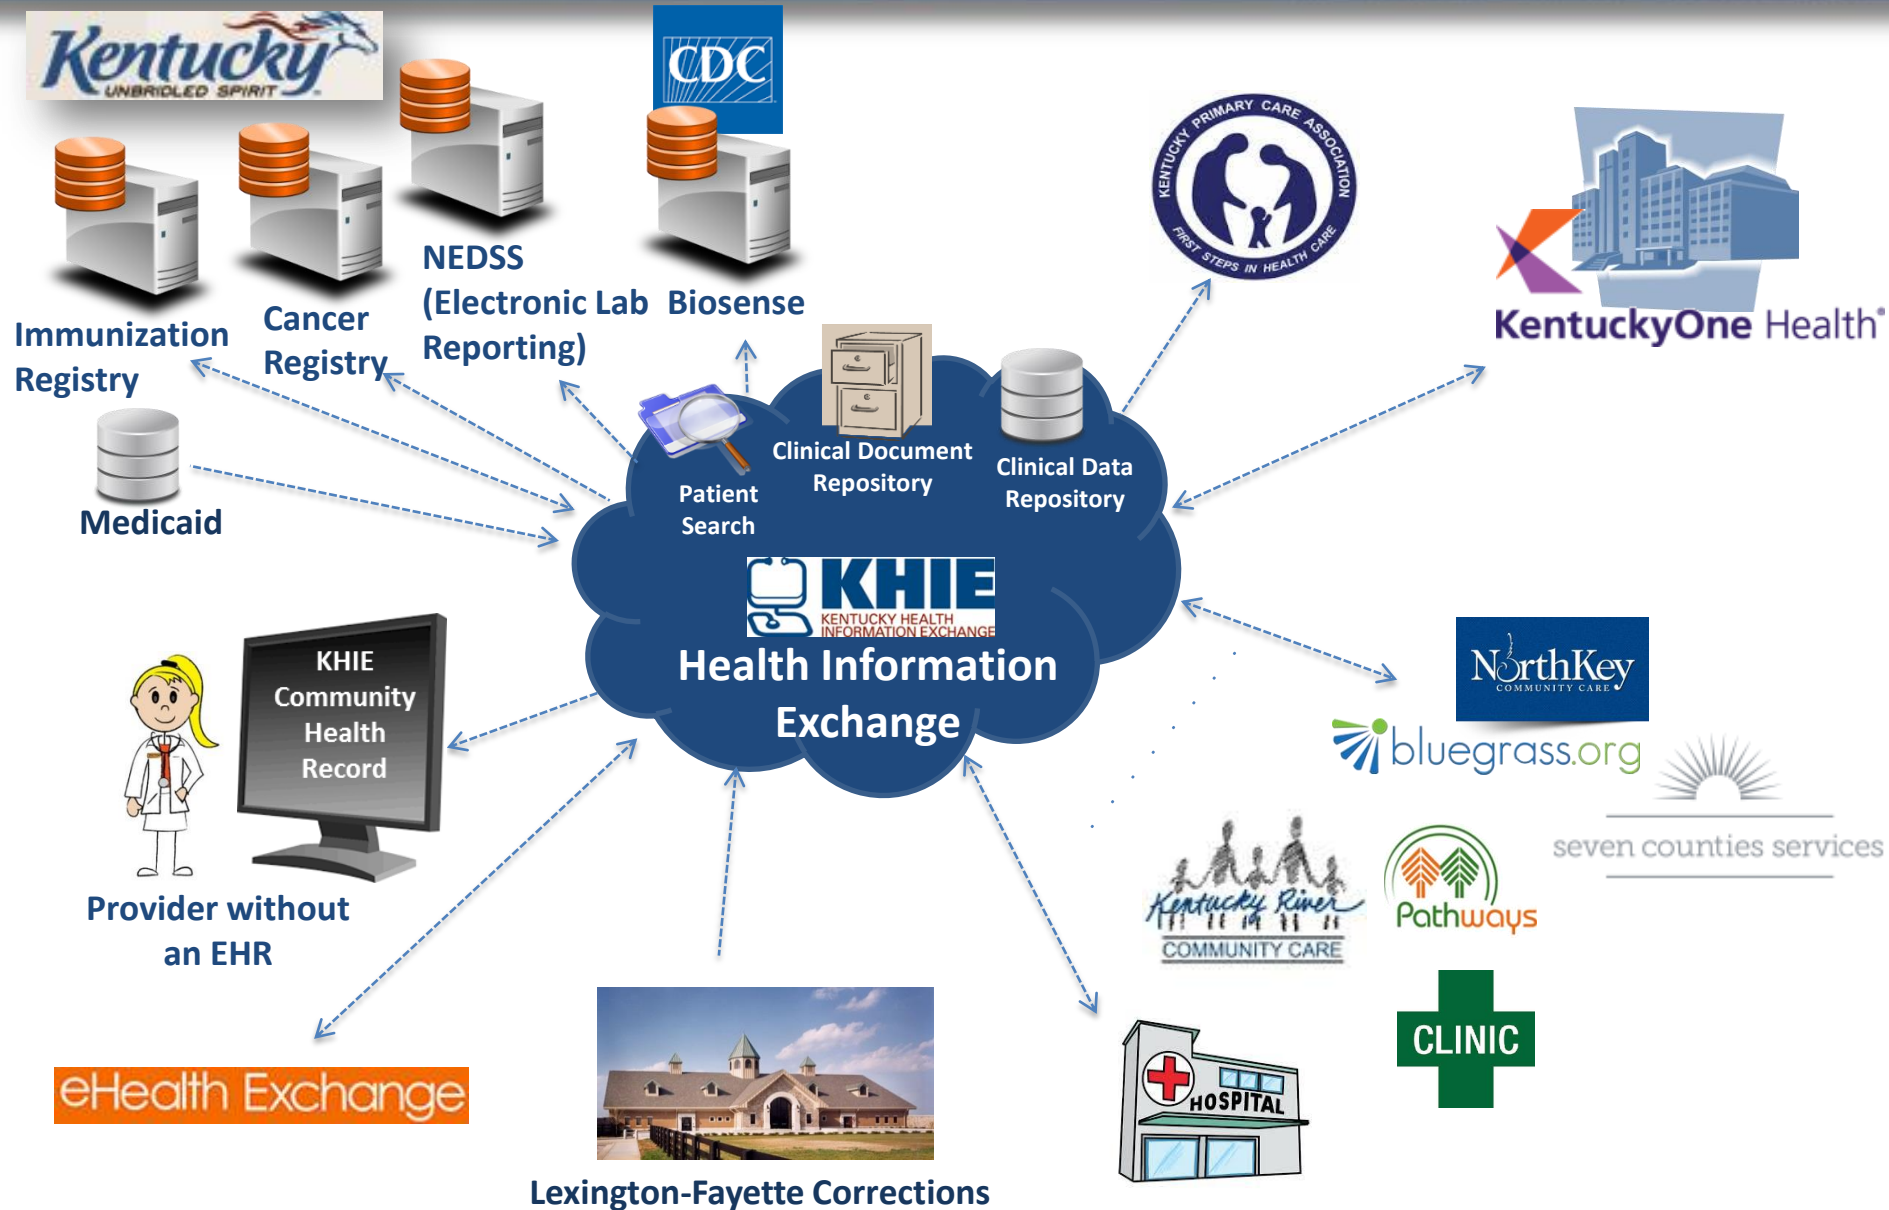 Kentucky
UNBRIDLED SPIRIT
CDC
KENTUCKY PRIMARY CARE ASSOCIATION
FIRST STEPS IN HEALTH CARE
KentuckyOne Health®
Immunization
Registry
Cancer
Registry
NEDSS
(Electronic Lab
Reporting)
Biosense
Medicaid
Patient
Search
Clinical Document
Repository
Clinical Data
Repository
KHIE
KENTUCKY HEALTH
INFORMATION EXCHANGE
Health Information
Exchange
KHIE
Community
Health
Record
Provider without
an EHR
NorthKey
COMMUNITY CARE
bluegrass.org
seven counties services
Kentucky River
COMMUNITY CARE
Pathways
CLINIC
HOSPITAL
eHealth Exchange
Lexington-Fayette Corrections